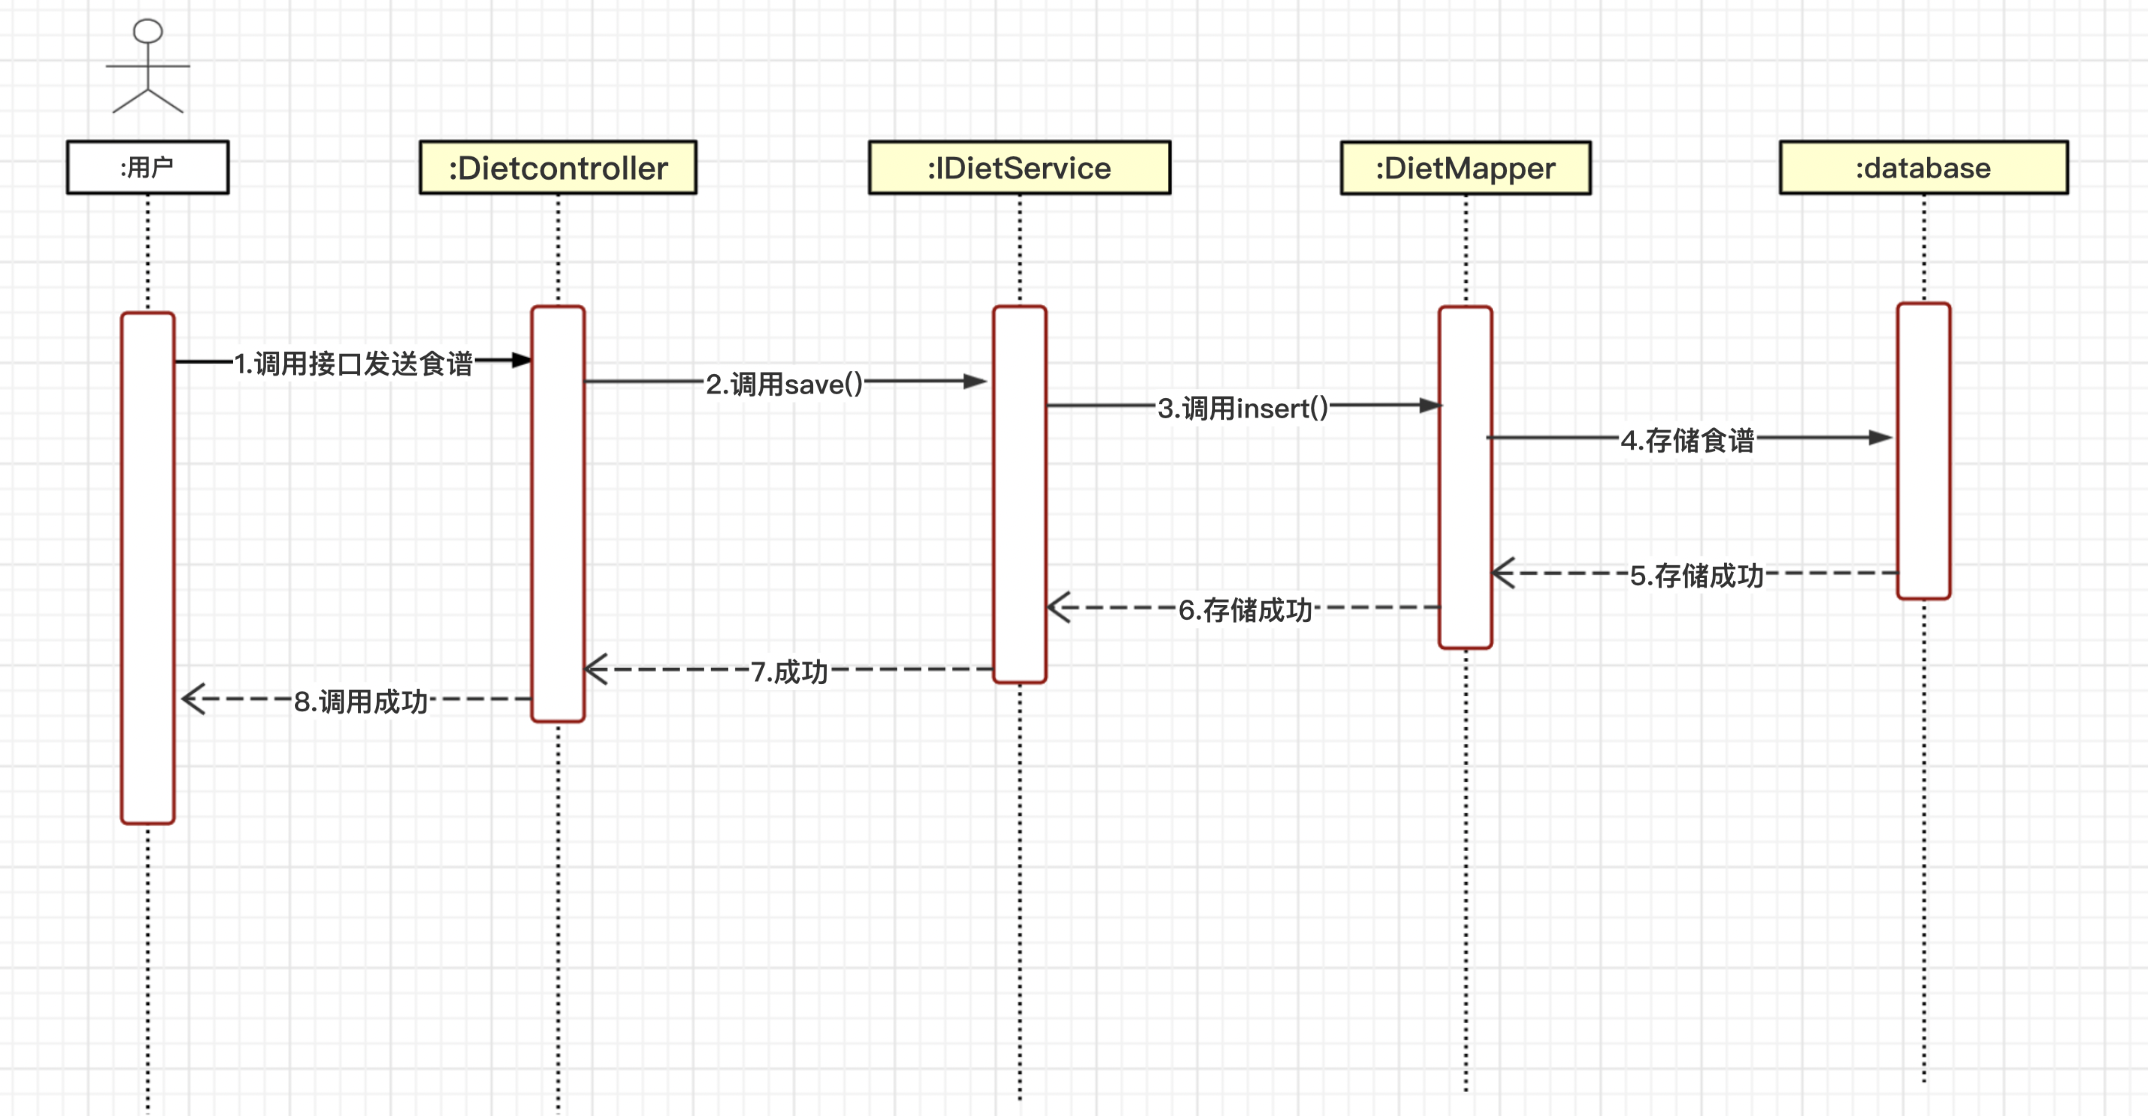 :用户
:Dietcontroller
:IDietService
:DietMapper
:database
1.调用接口发送食谱
2.调用save()
3.调用insert()
4.存储食谱
5.存储成功
6.存储成功
7.成功
8.调用成功